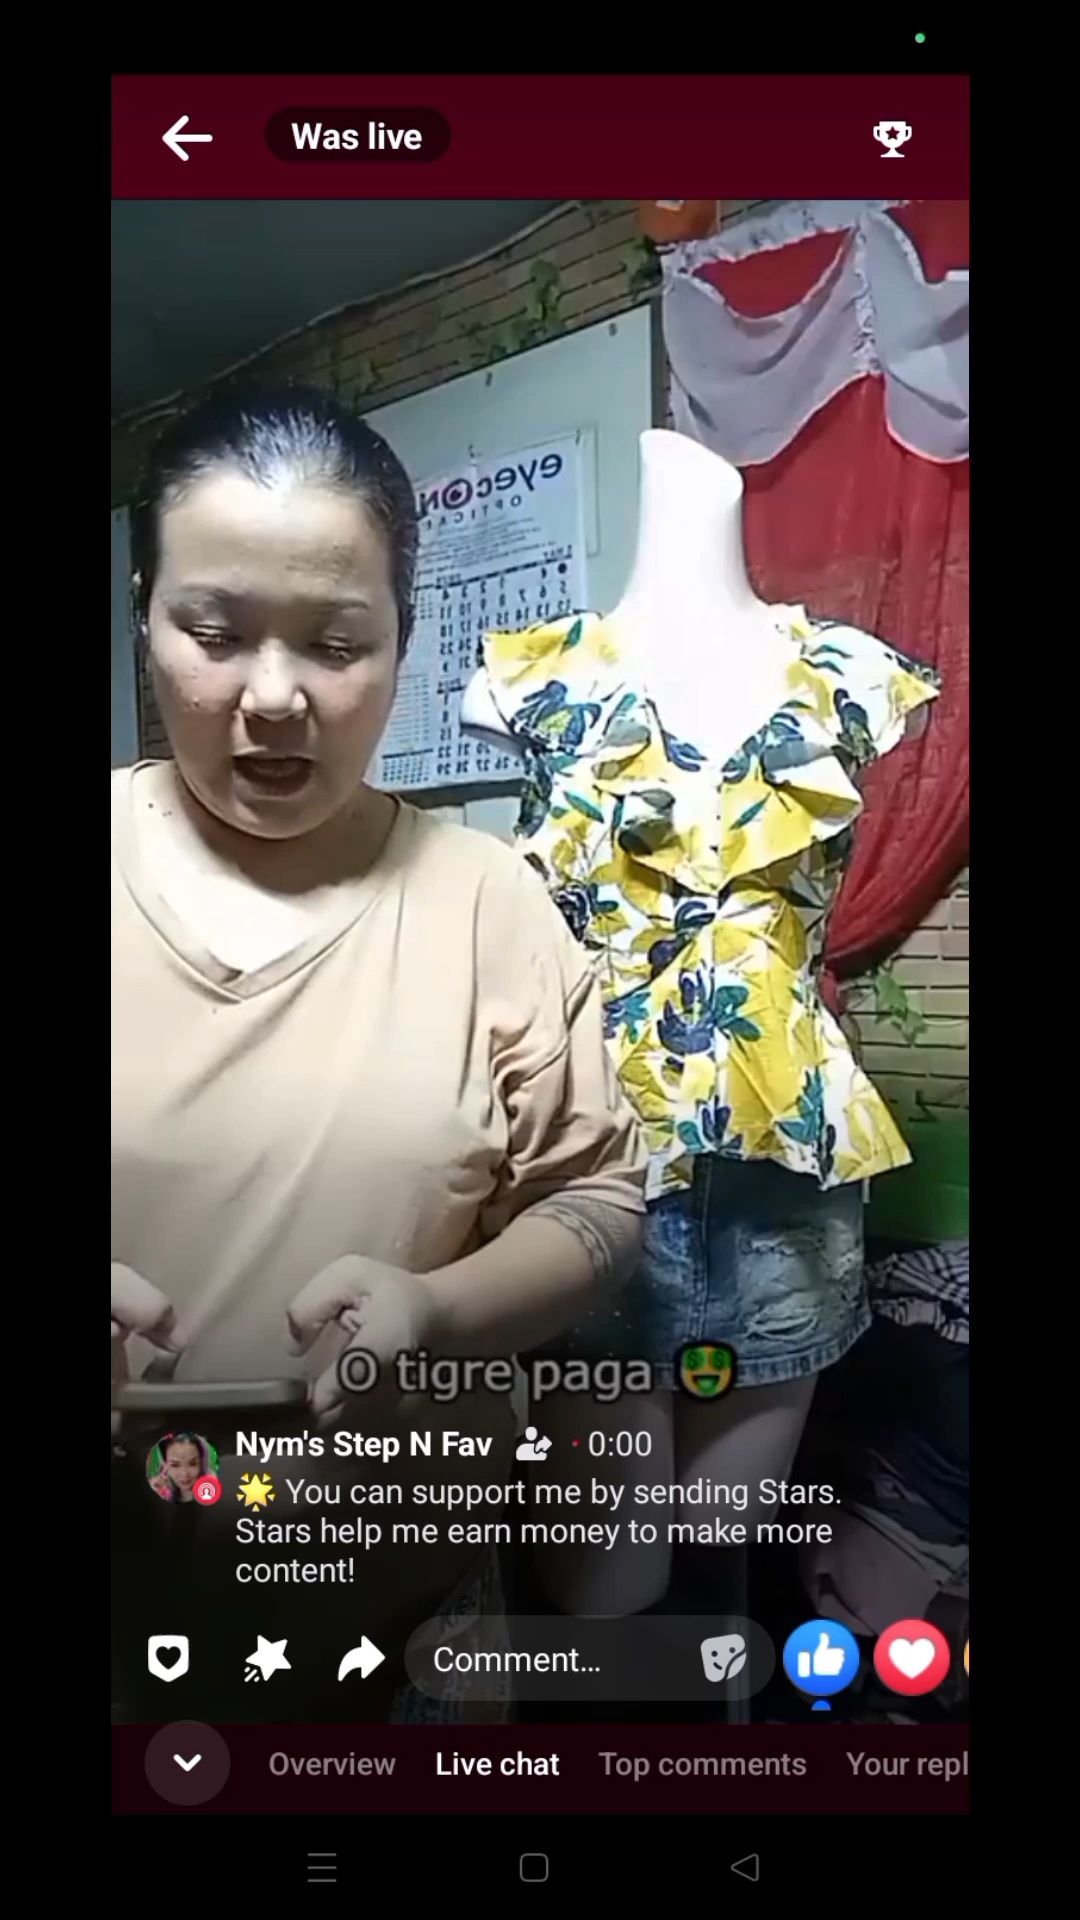 Was live
eyecON
OPTICAL
O tigre paga 🤑
Nym's Step N Fav · 0:00
🌟 You can support me by sending Stars.
Stars help me earn money to make more
content!
Comment...
Overview Live chat Top comments Your repl